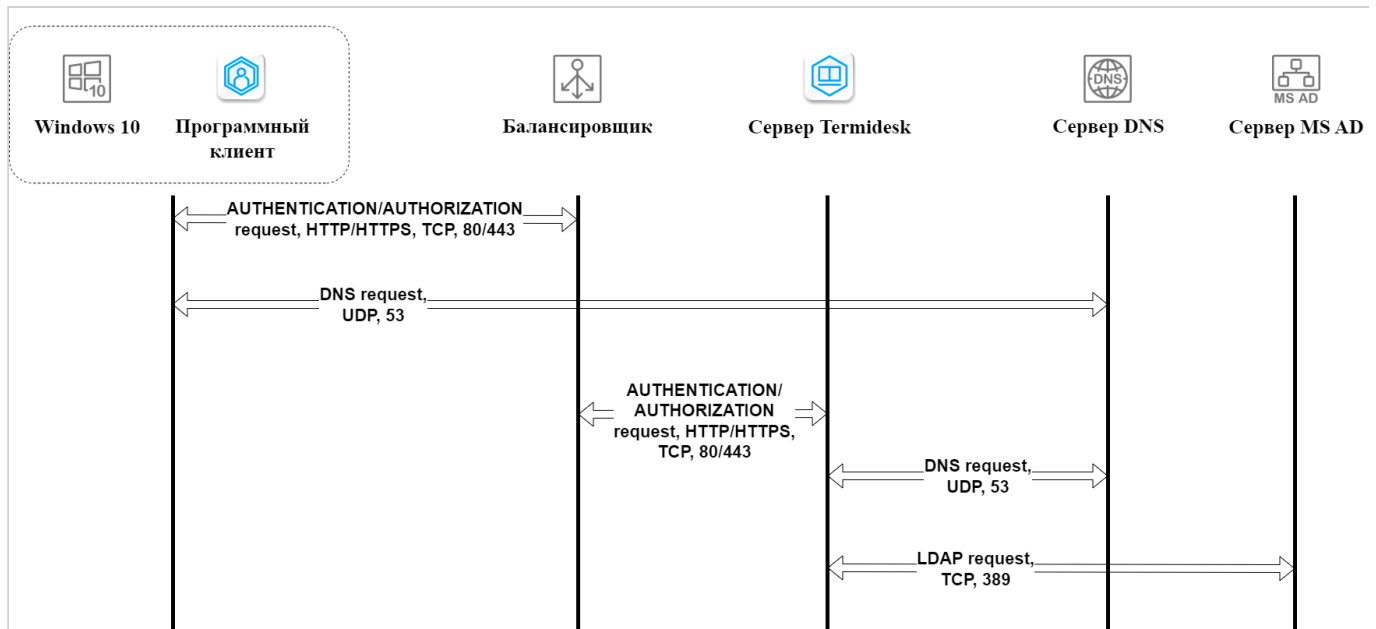 10
DNS
MS AD
Windows 10
Программный
клиент
Балансировщик
Сервер Termidesk
Сервер DNS
Сервер MS AD
AUTHENTICATION/AUTHORIZATION
request, HTTP/HTTPS, TCP, 80/443
DNS request,
UDP, 53
AUTHENTICATION/
AUTHORIZATION
request, HTTP/HTTPS,
TCP, 80/443
DNS request,
UDP, 53
LDAP request,
TCP, 389